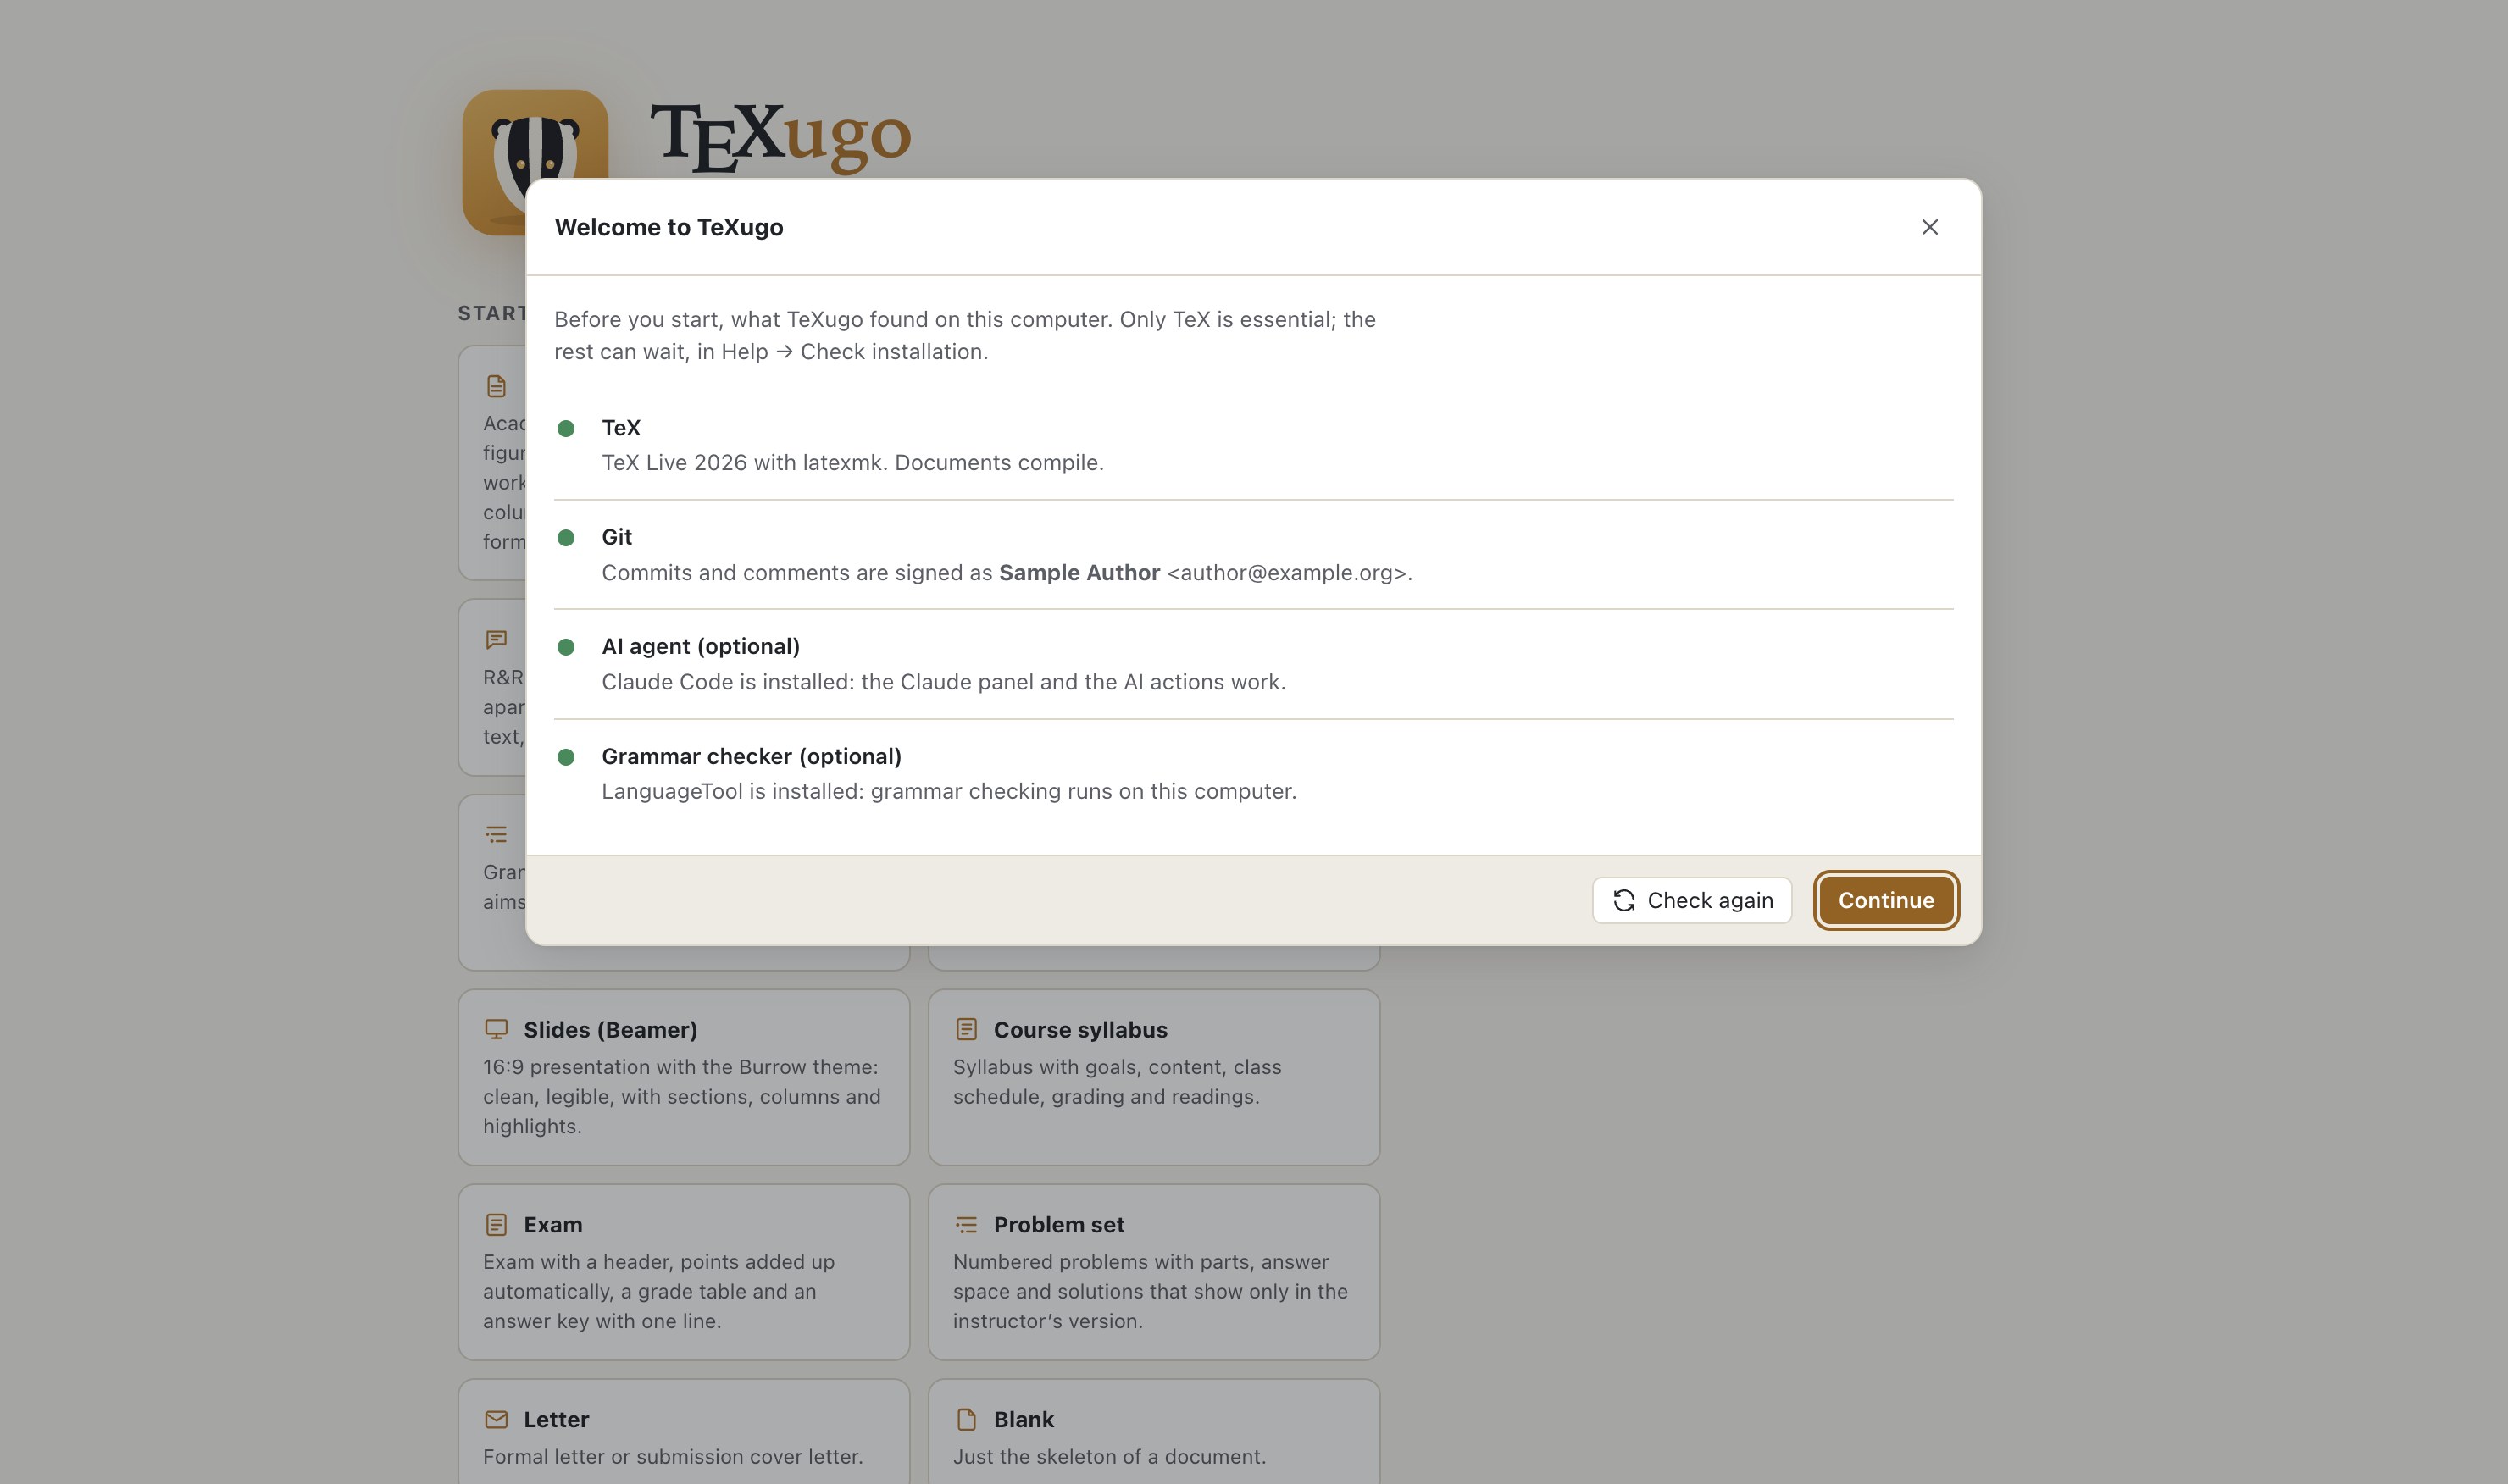 TEXugo
Welcome to TeXugo
Before you start, what TeXugo found on this computer. Only TeX is essential; the
rest can wait, in Help → Check installation.
TeX
TeX Live 2026 with latexmk. Documents compile.
Git
Commits and comments are signed as Sample Author <author@example.org>.
AI agent (optional)
Claude Code is installed: the Claude panel and the AI actions work.
Grammar checker (optional)
LanguageTool is installed: grammar checking runs on this computer.
Check again
Continue
START
R&R
text,
aims
Slides (Beamer)
16:9 presentation with the Burrow theme:
clean, legible, with sections, columns and
highlights.
Course syllabus
Syllabus with goals, content, class
schedule, grading and readings.
Exam
Exam with a header, points added up
automatically, a grade table and an
answer key with one line.
Problem set
Numbered problems with parts, answer
space and solutions that show only in the
instructor's version.
Letter
Formal letter or submission cover letter.
Blank
Just the skeleton of a document.